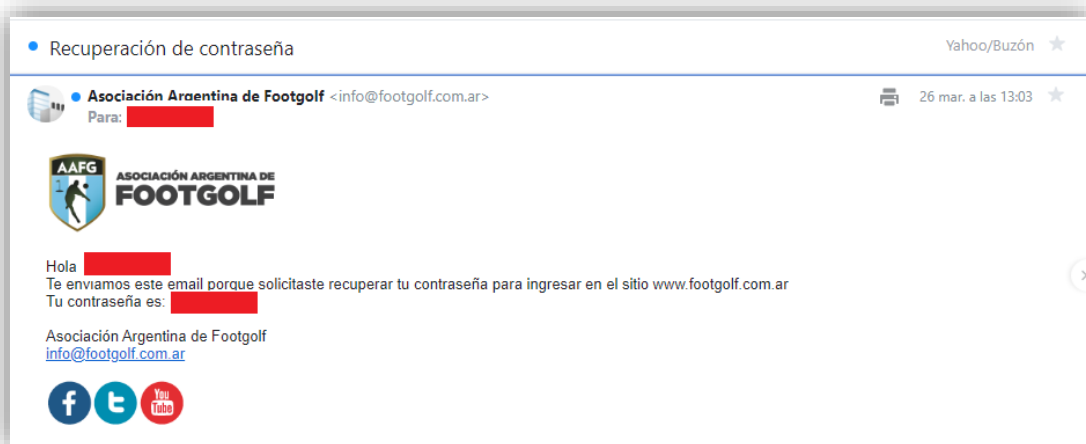 Recuperación de contraseña
Yahoo/Buzón
Asociación Argentina de Footgolf <info@footgolf.com.ar>
26 mar. a las 13:03
Para:
AAFG
1
ASOCIACIÓN ARGENTINA DE
FOOTGOLF
Hola
Te enviamos este email porque solicitaste recuperar tu contraseña para ingresar en el sitio www.footgolf.com.ar
Tu contraseña es:
Asociación Argentina de Footgolf
info@footgolf.com.ar
f
t
You
Tube